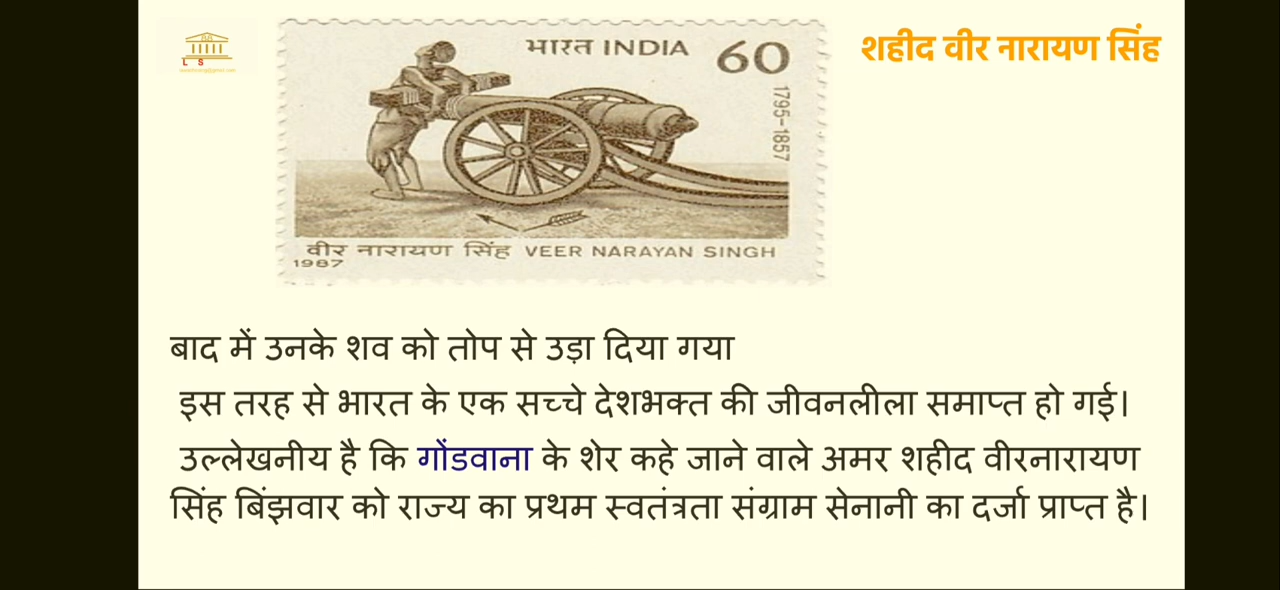 L S
भारत INDIA 60
शहीद वीर नारायण सिंह
1795-1857
वीर नारायण सिंह VEER NARAYAN SINGH
1987
बाद में उनके शव को तोप से उड़ा दिया गया
इस तरह से भारत के एक सच्चे देशभक्त की जीवनलीला समाप्त हो गई।
उल्लेखनीय है कि गोंडवाना के शेर कहे जाने वाले अमर शहीद वीरनारायण
सिंह बिंझवार को राज्य का प्रथम स्वतंत्रता संग्राम सेनानी का दर्जा प्राप्त है।